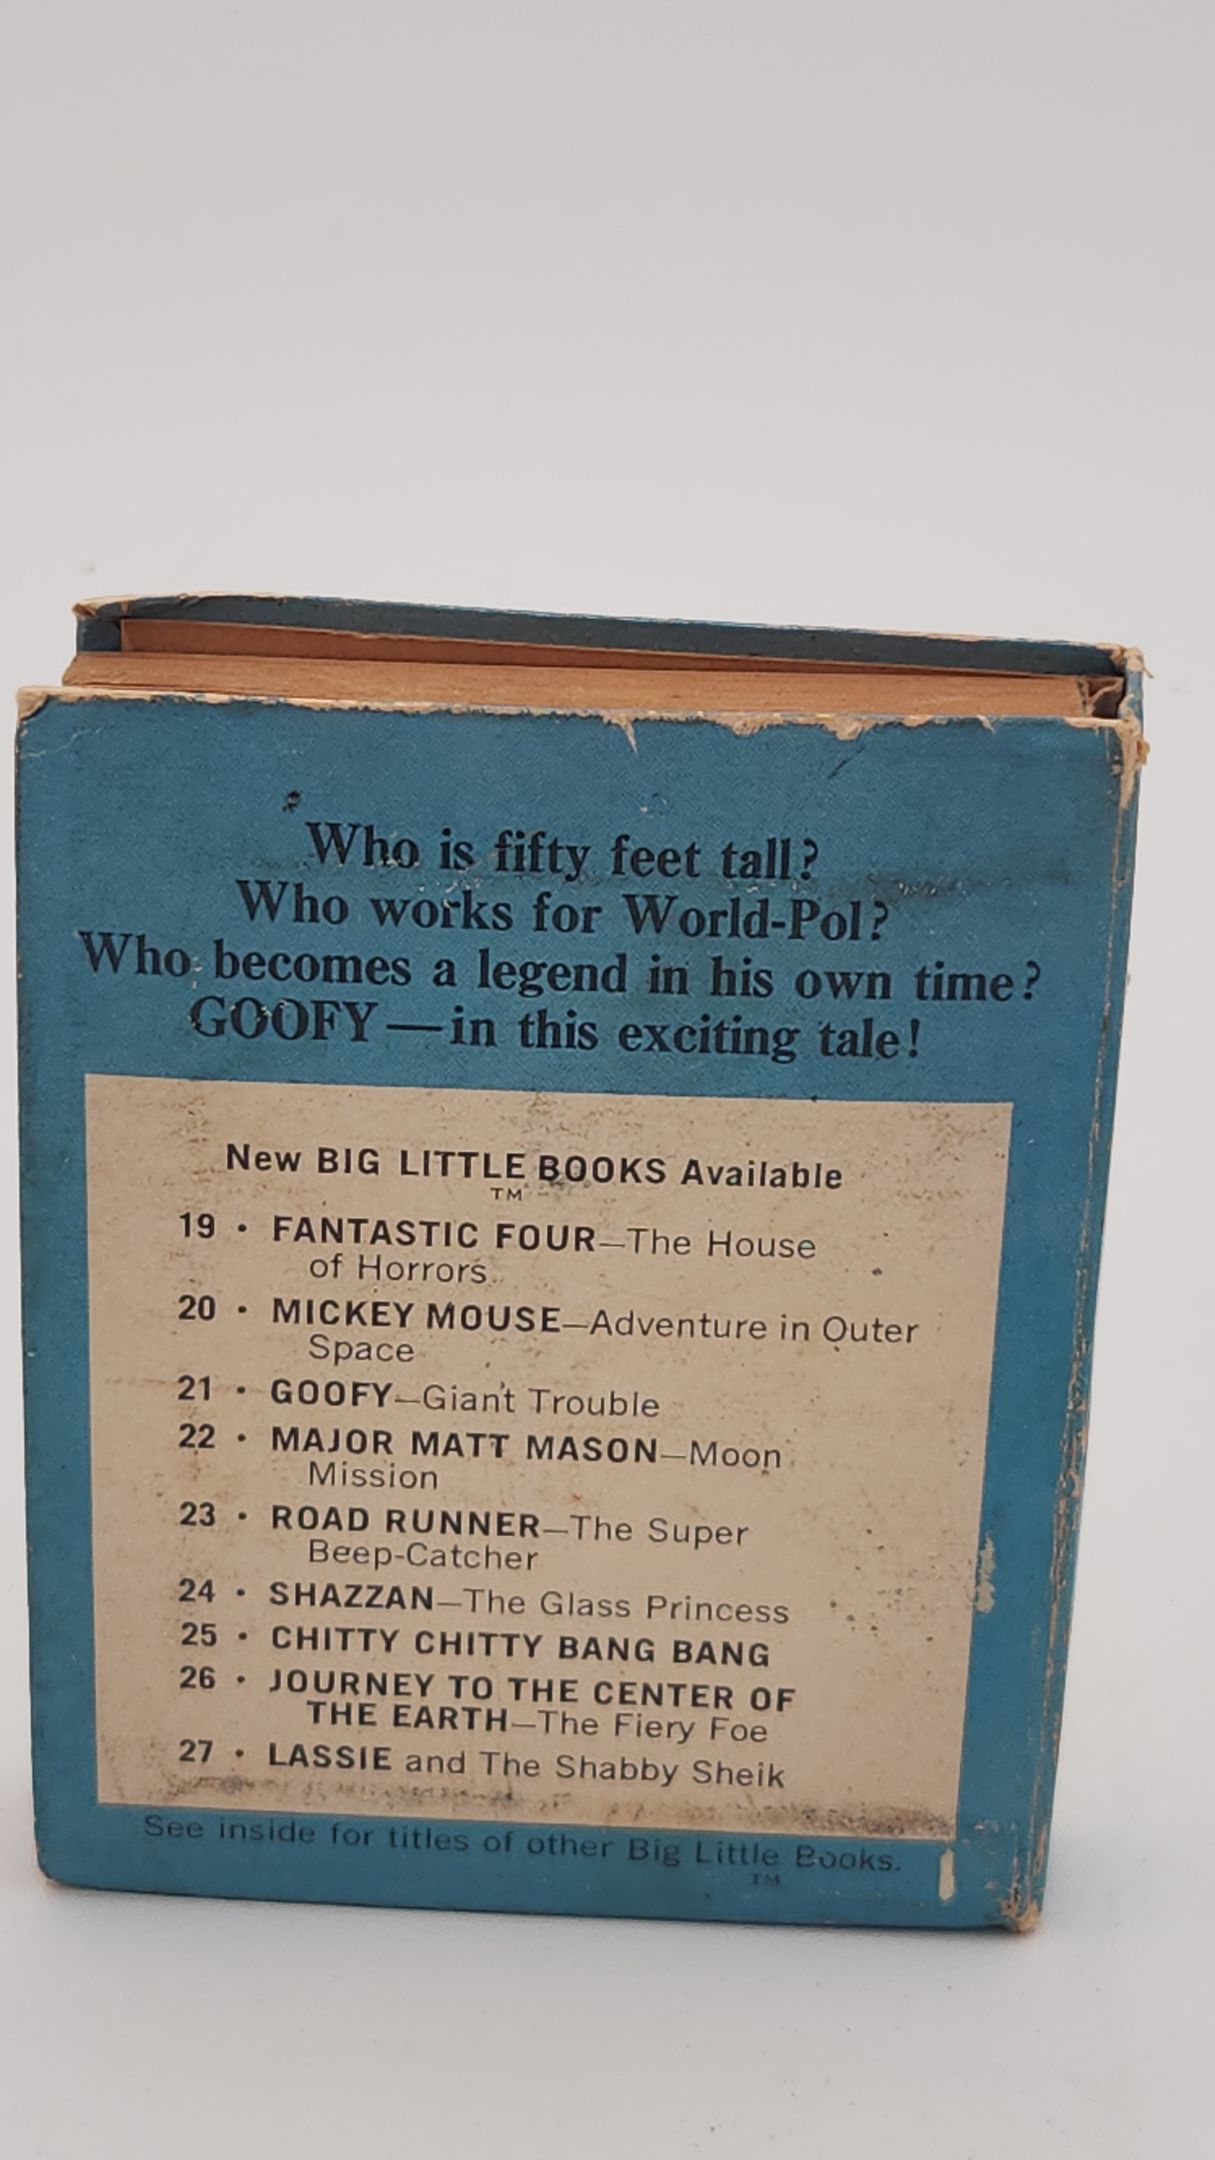 Who is fifty feet tall?
Who works for World-Pol?
Who becomes a legend in his own time?
GOOFY—in this exciting tale!
New BIG LITTLE BOOKS Available
TM
19 • FANTASTIC FOUR—The House
of Horrors
20 • MICKEY MOUSE—Adventure in Outer
Space
21 • GOOFY—Giant Trouble
22 • MAJOR MATT MASON—Moon
Mission
23 • ROAD RUNNER—The Super
Beep-Catcher
24 • SHAZZAN—The Glass Princess
25 • CHITTY CHITTY BANG BANG
26 • JOURNEY TO THE CENTER OF
THE EARTH—The Fiery Foe
27 • LASSIE and The Shabby Sheik
See inside for titles of other Big Little Books.
TM